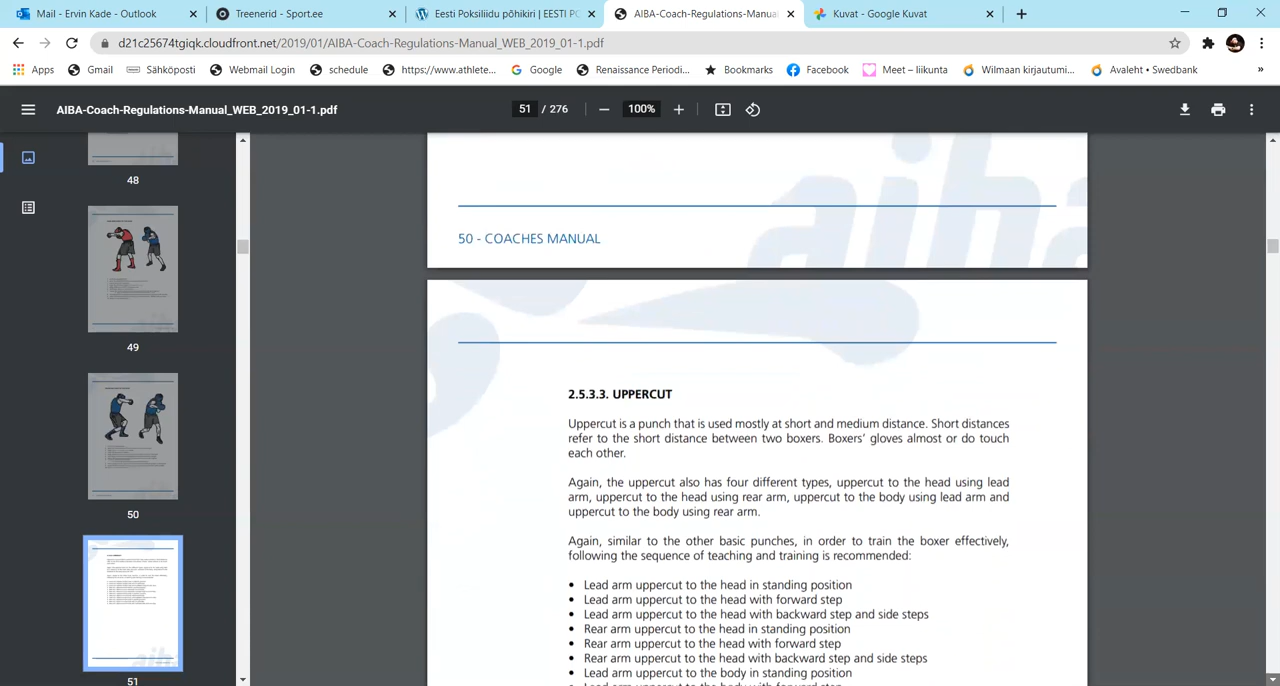 Mail - Ervin Kade - Outlook
Treenerid - Sport.ee
Eesti Poksiliidu põhikiri | EESTI PO
AIBA-Coach-Regulations-Manual
Kuvat - Google Kuvat
d21c25674tgiqk.cloudfront.net/2019/01/AIBA-Coach-Regulations-Manual_WEB_2019_01-1.pdf
Apps
Gmail
Sähköposti
Webmail Login
schedule
https://www.athlete...
Google
Renaissance Periodi...
Bookmarks
Facebook
Meet – liikunta
Wilmaan kirjautumi...
Avaleht • Swedbank
»
AIBA-Coach-Regulations-Manual_WEB_2019_01-1.pdf
51 / 276
100%
48
49
50
51
aiba
50 - COACHES MANUAL
2.5.3.3. UPPERCUT
Uppercut is a punch that is used mostly at short and medium distance. Short distances
refer to the short distance between two boxers. Boxers’ gloves almost or do touch
each other.
Again, the uppercut also has four different types, uppercut to the head using lead
arm, uppercut to the head using rear arm, uppercut to the body using lead arm and
uppercut to the body using rear arm.
Again, similar to the other basic punches, in order to train the boxer effectively,
following the sequence of teaching and training is recommended:
• Lead arm uppercut to the head in standing position
• Lead arm uppercut to the head with forward step
• Lead arm uppercut to the head with backward step and side steps
• Rear arm uppercut to the head in standing position
• Rear arm uppercut to the head with forward step
• Rear arm uppercut to the head with backward step and side steps
• Lead arm uppercut to the body in standing position
• Lead arm uppercut to the body with forward step